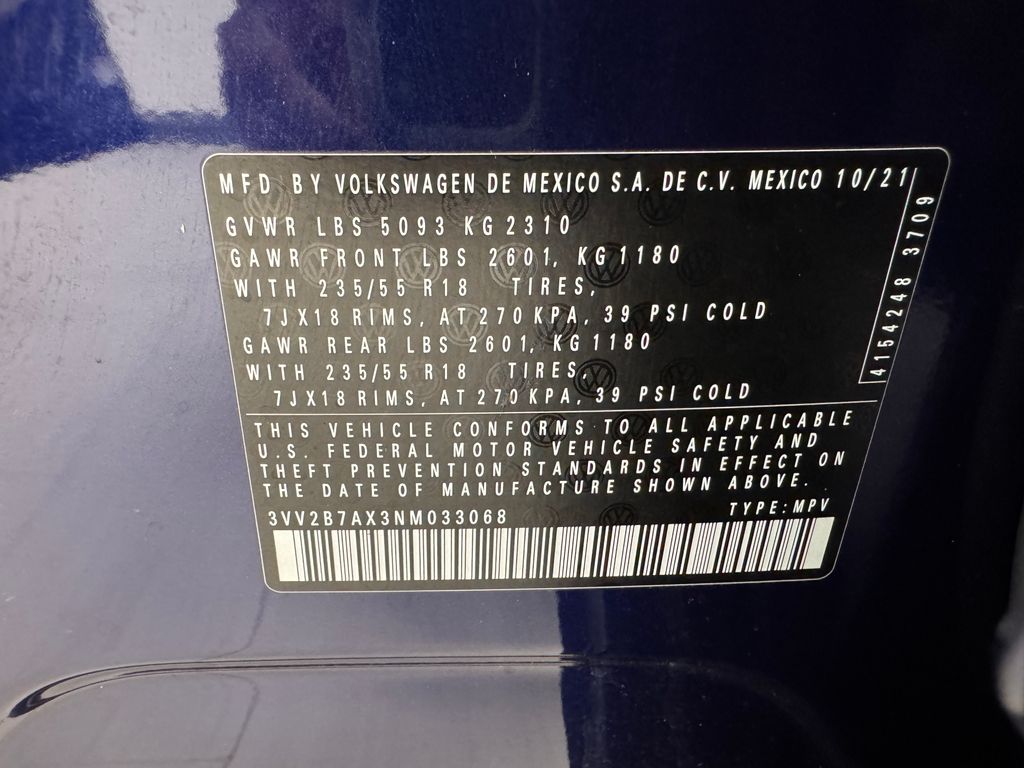 MFD BY VOLKSWAGEN DE MEXICO S.A. DE C.V. MEXICO 10/21
GVWR LBS 5093 KG 2310
GAWR FRONT LBS 2601, KG 1180
WITH 235/55 R18 TIRES,
7JX18 RIMS, AT 270 KPA, 39 PSI COLD
GAWR REAR LBS 2601, KG 1180
WITH 235/55 R18 TIRES,
7JX18 RIMS, AT 270 KPA, 39 PSI COLD
4154248 3709
THIS VEHICLE CONFORMS TO ALL APPLICABLE
U.S. FEDERAL MOTOR VEHICLE SAFETY AND
THEFT PREVENTION STANDARDS IN EFFECT ON
THE DATE OF MANUFACTURE SHOWN ABOVE.
3VV2B7AX3NM033068 TYPE: MPV